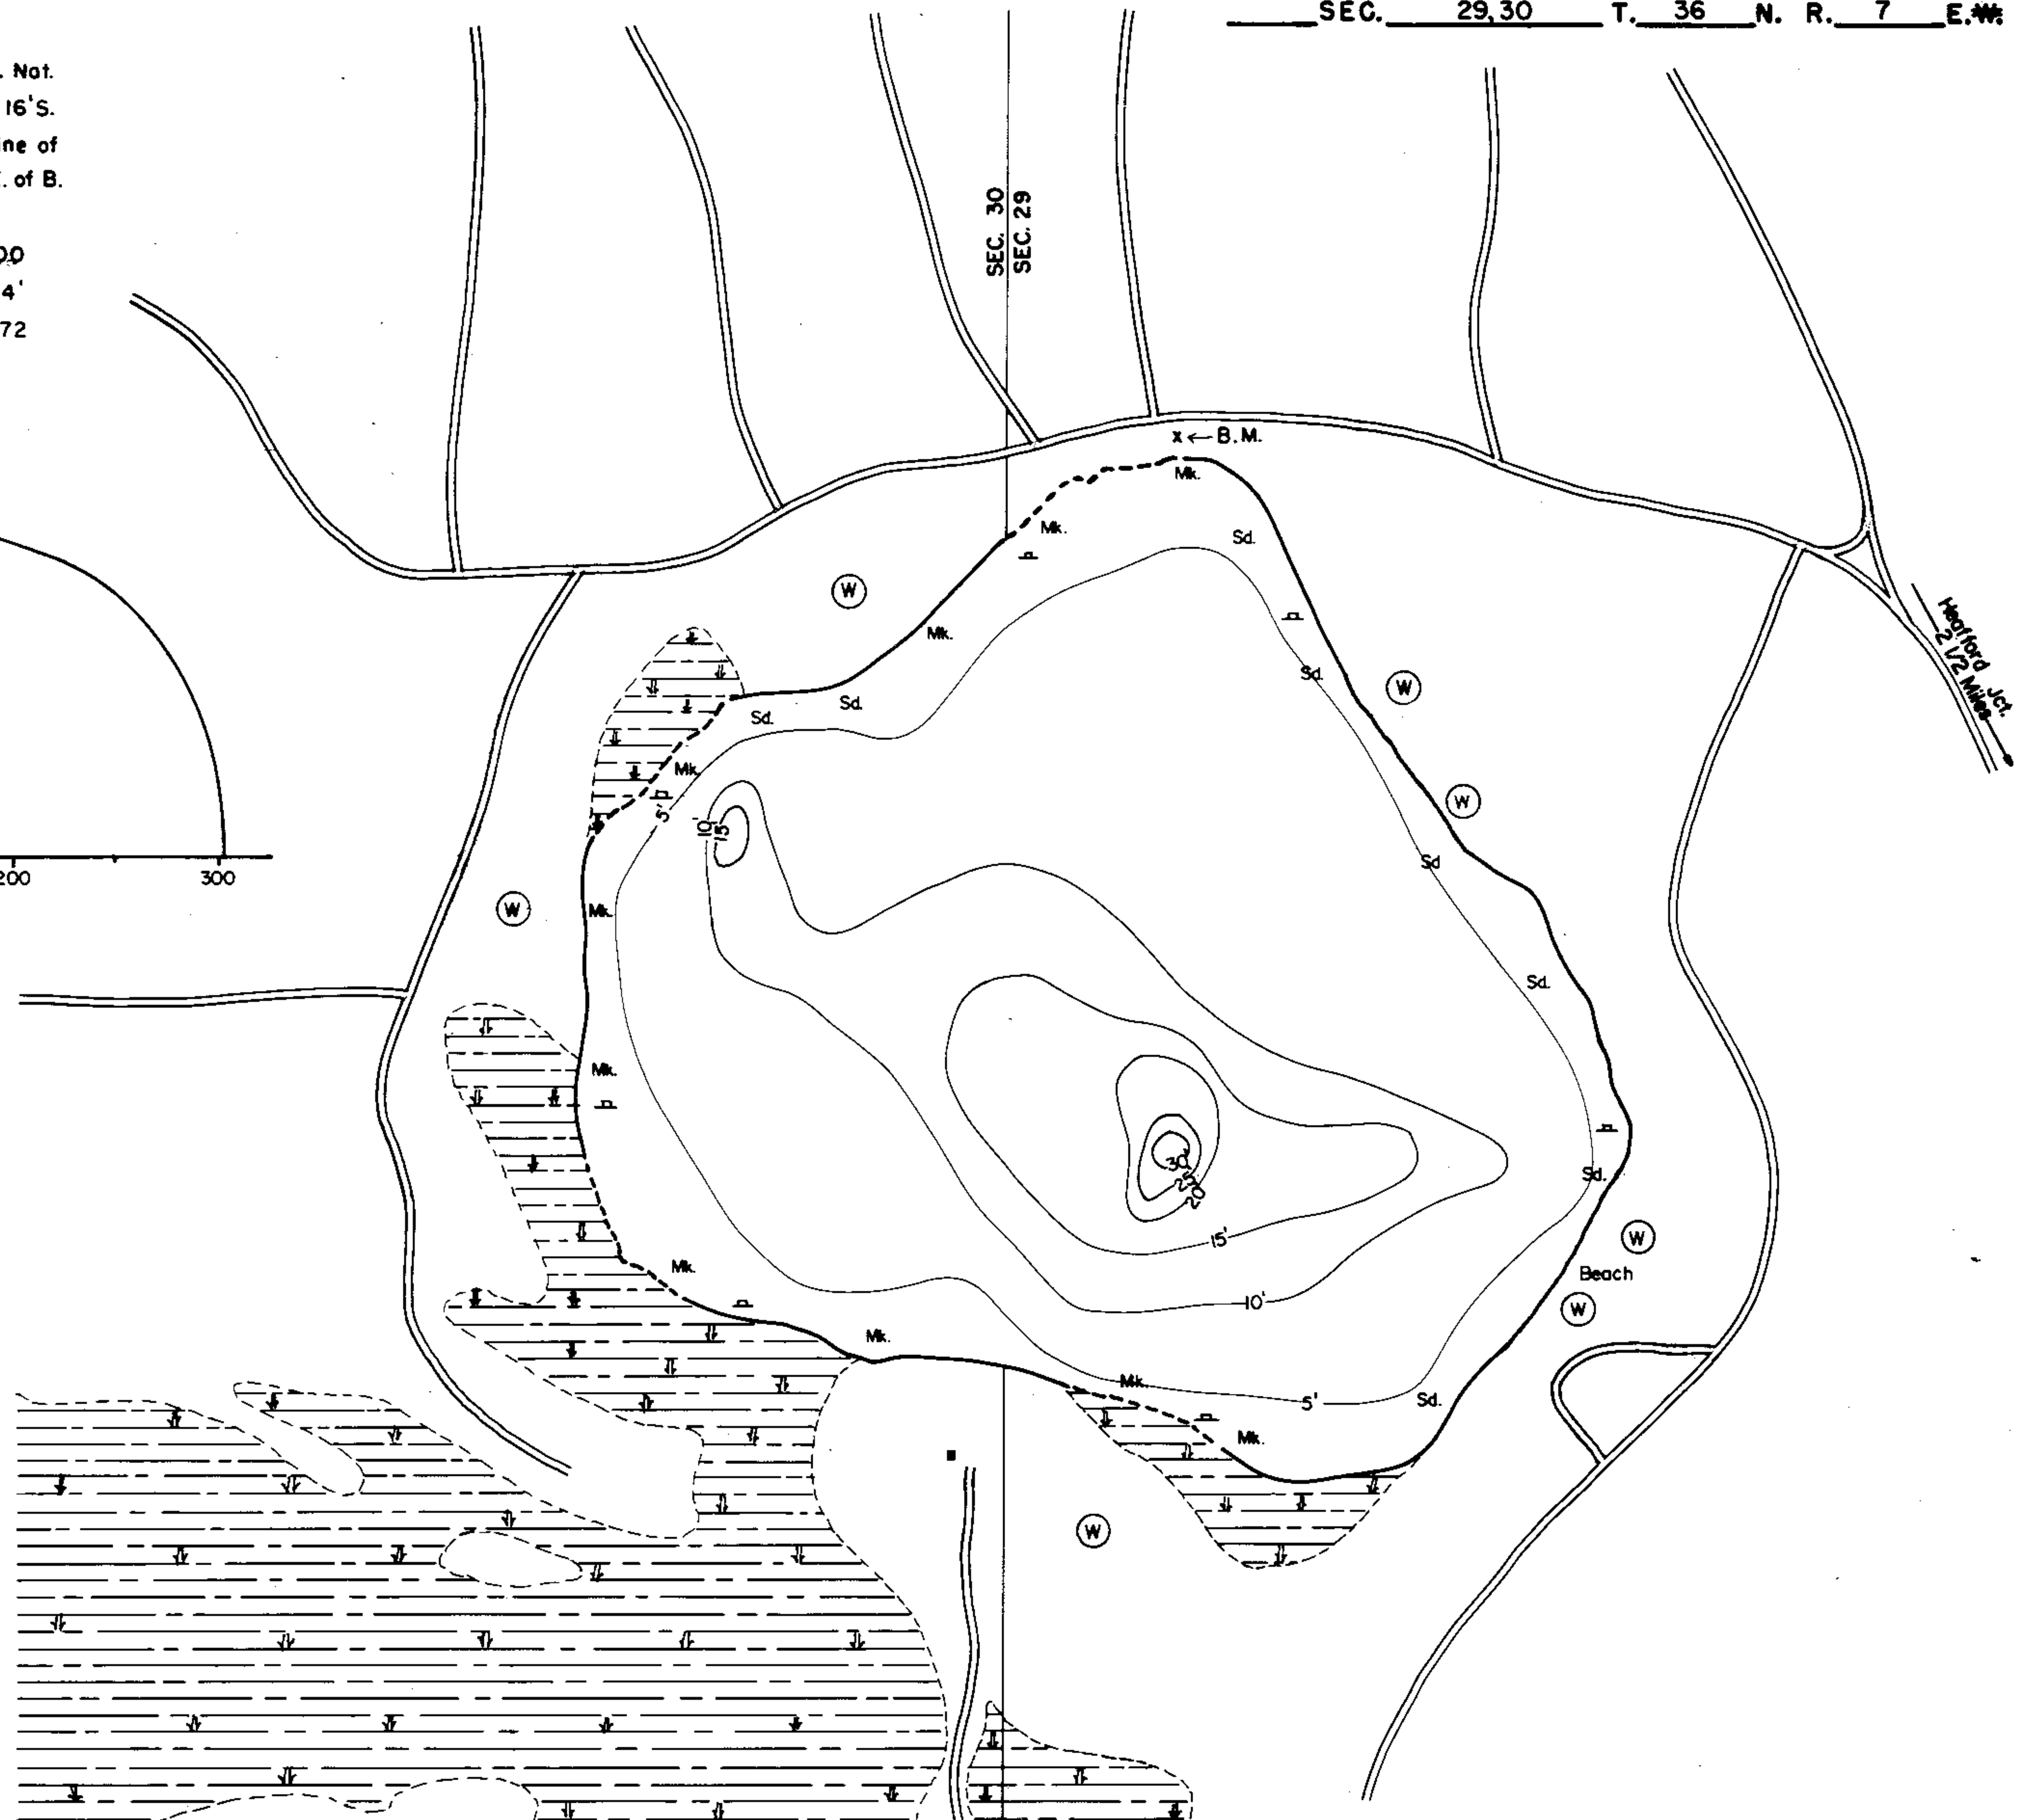 SEC. 29,30 T. 36 N. R. 7 E.W.
. Nat.
16'S.
ine of
. of B.
00
4'
72
SEC. 30
SEC. 29
x ← B.M.
Mk.
Mk.
Sd.
W
Mk.
Heafford Jct.
2 1/2 Miles
Sd.
W
Sd.
Sd.
Mk.
W
5'
10'
15'
Sd.
200
300
W
Mk.
Sd.
Mk.
30'
25'
20'
Sd.
W
15'
Mk.
Beach
10'
W
Mk.
Mk.
5'
Sd.
Mk.
W